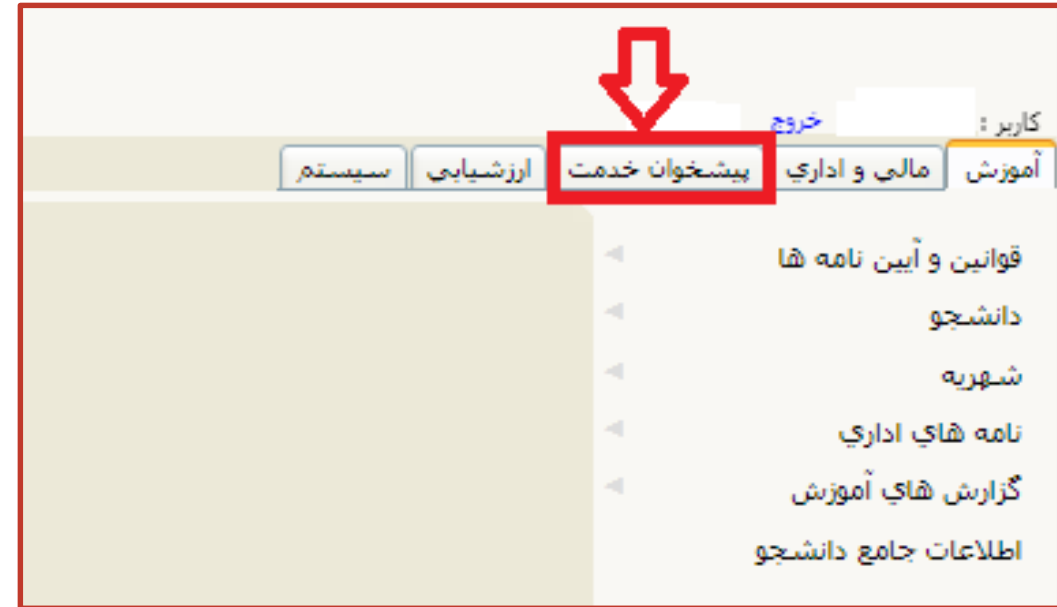 کاربر : خروج
آموزش مالي و اداري پيشخوان خدمت ارزشيابي سيستم
قوانين و آيين نامه ها
دانشجو
شهريه
نامه هاي اداري
گزارش هاي آموزش
اطلاعات جامع دانشجو